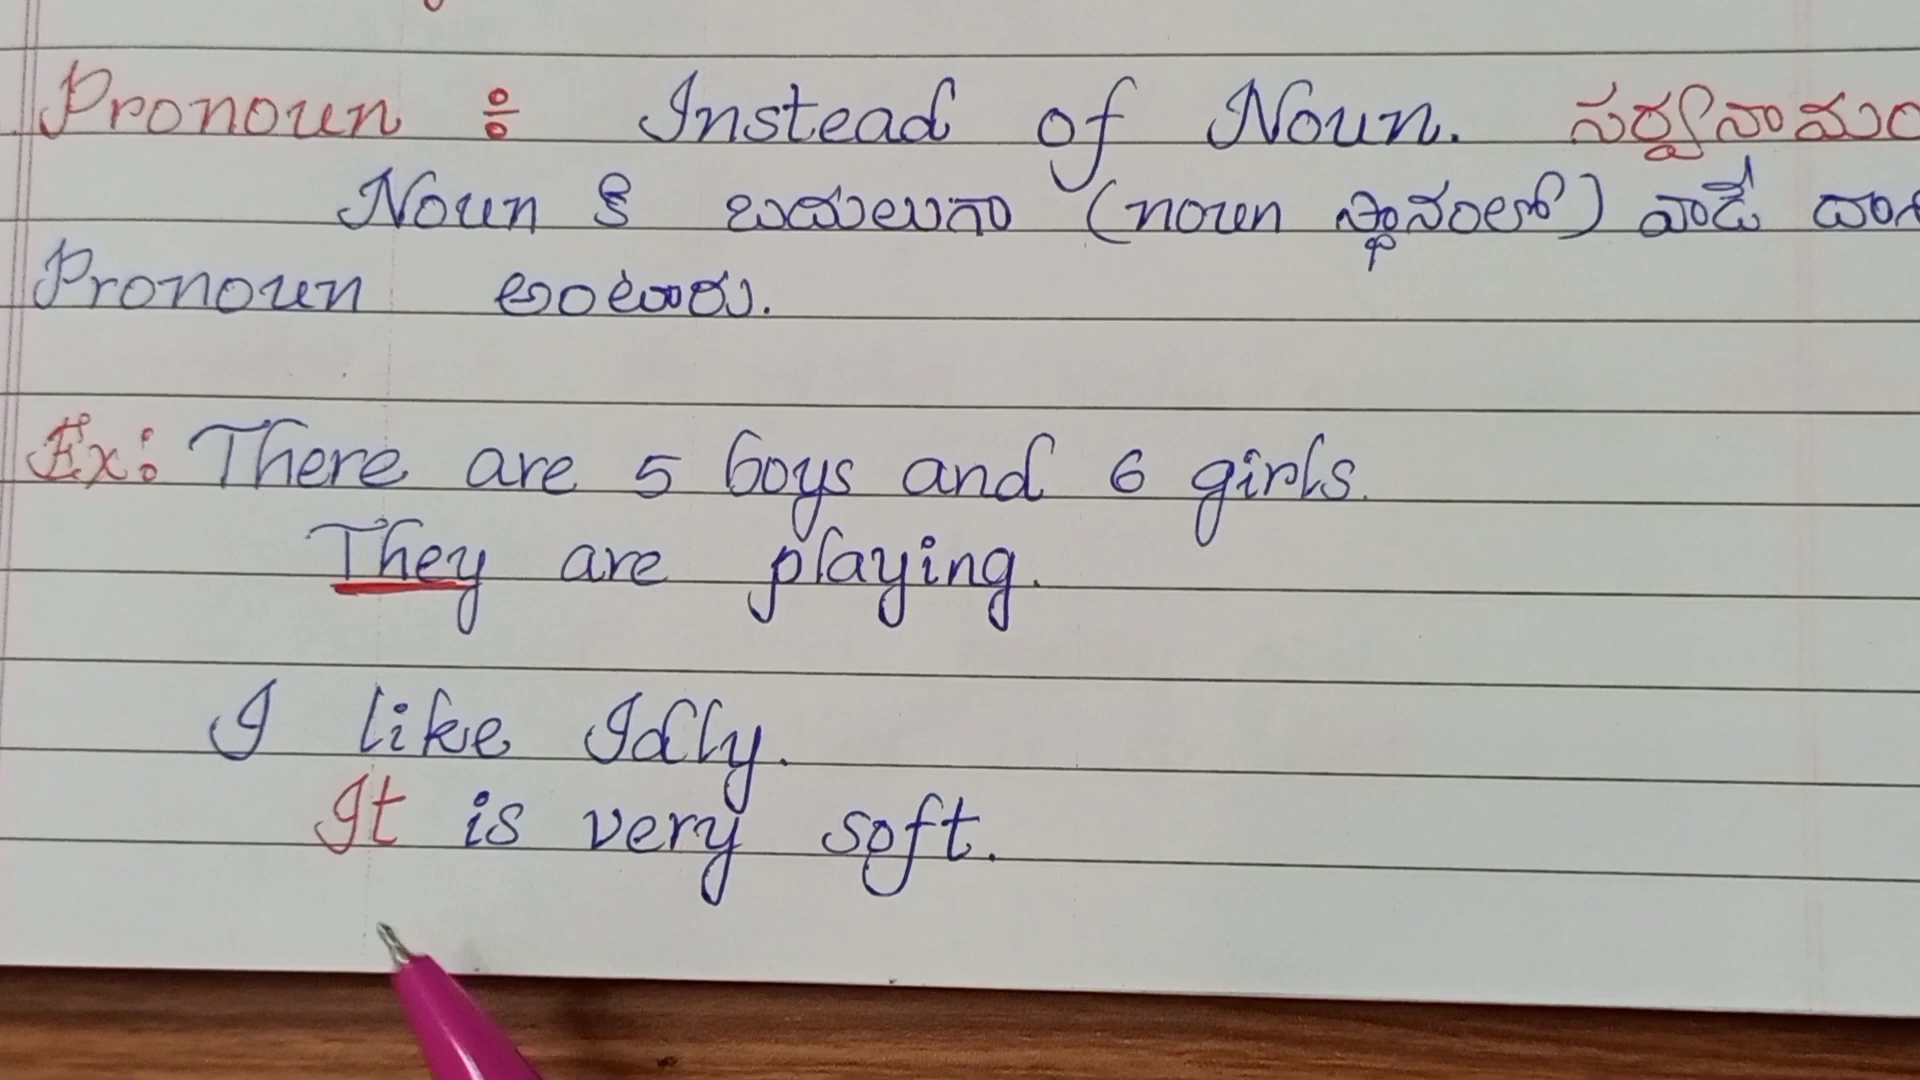 Pronoun : Instead of Noun. సర్వనామం
Noun కి బదులుగా (noun స్థానంలో) వాడే
Pronoun అంటారు.
Ex: There are 5 boys and 6 girls.
They are playing.
I like Idly.
It is very soft.